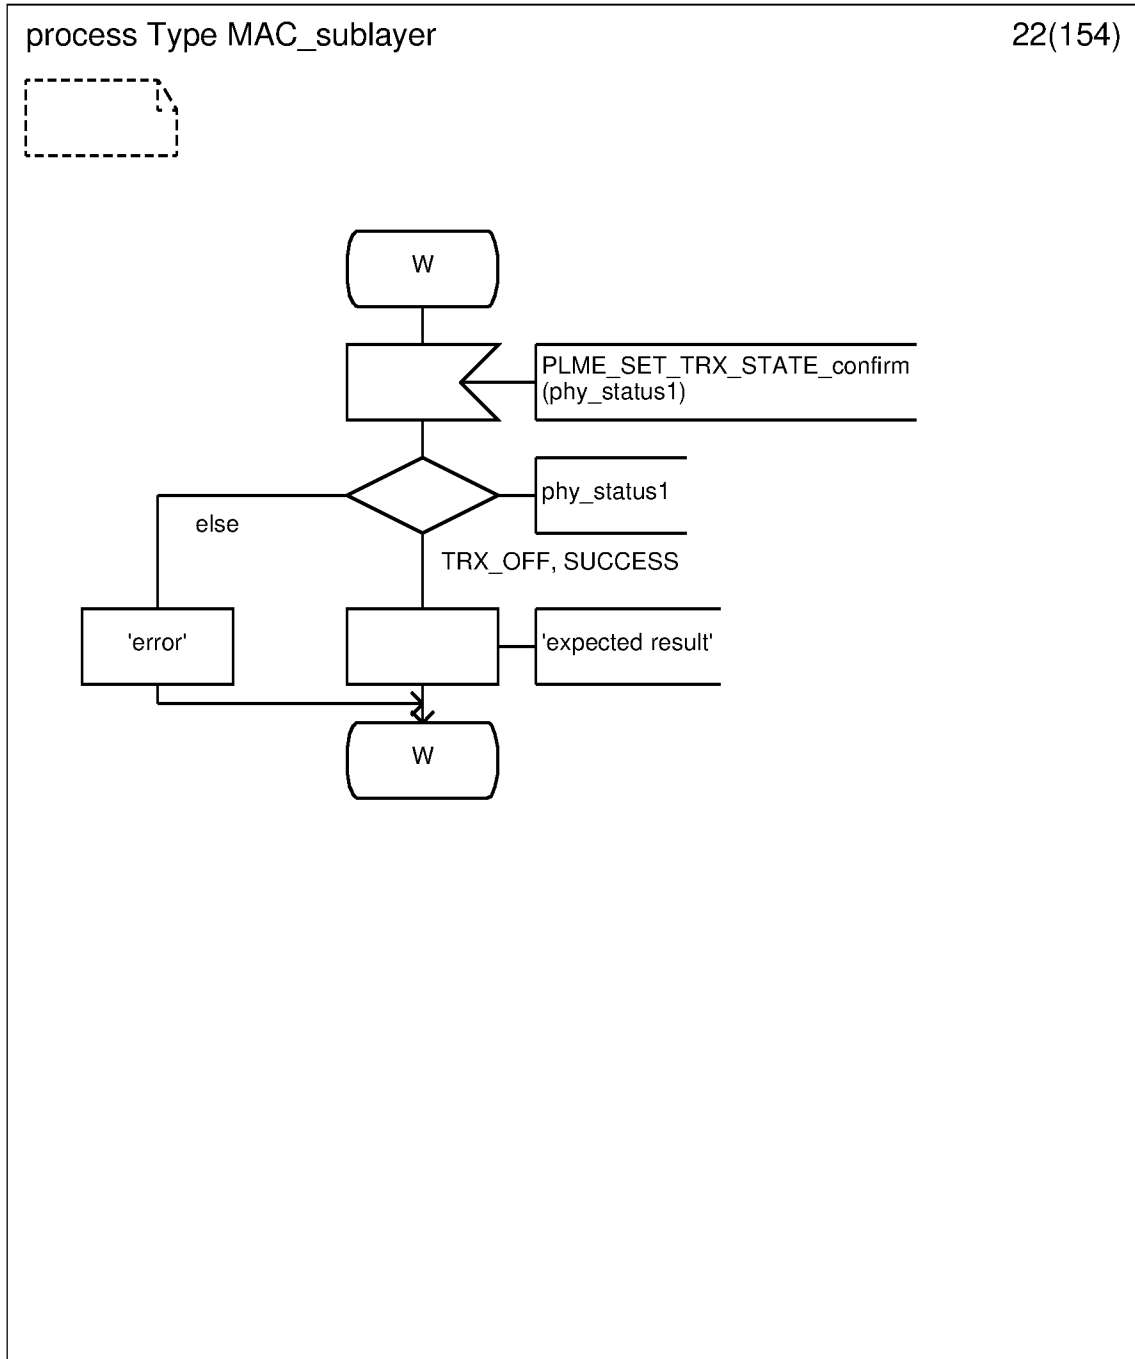 process Type MAC_sublayer
22(154)
W
PLME_SET_TRX_STATE_confirm
(phy_status1)
phy_status1
else
TRX_OFF, SUCCESS
'error'
'expected result'
W